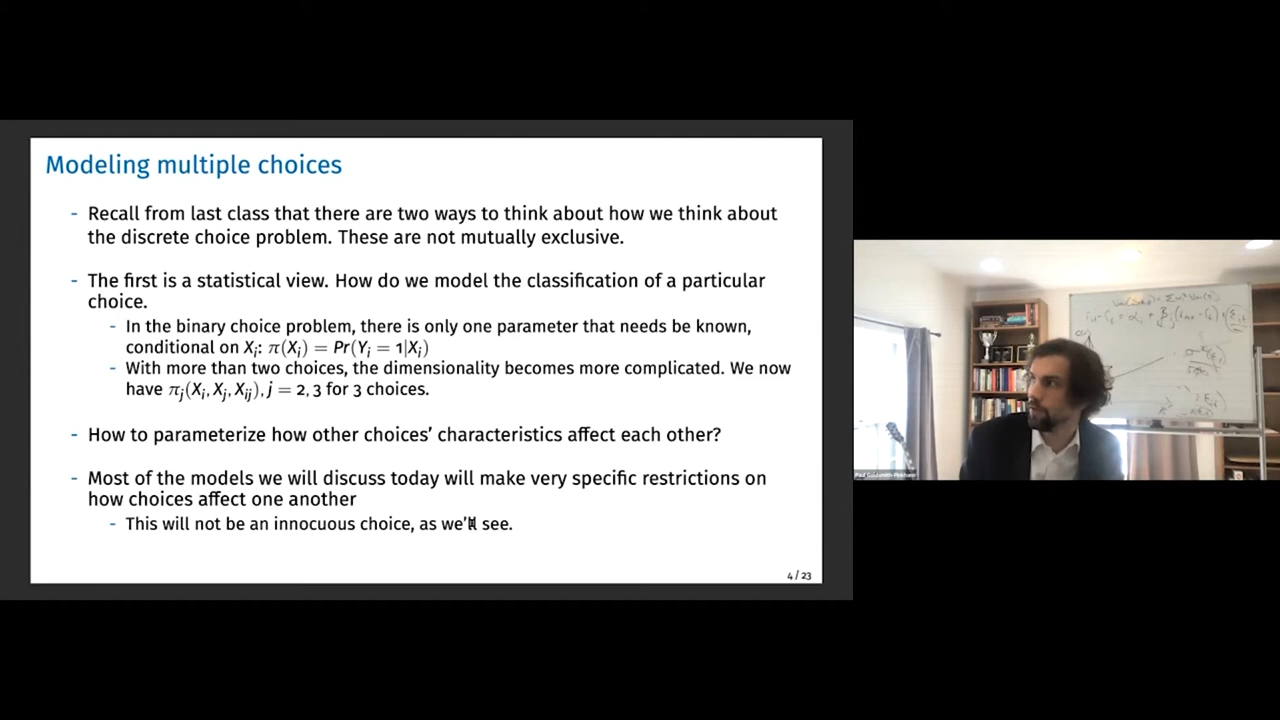 Modeling multiple choices
- Recall from last class that there are two ways to think about how we think about
the discrete choice problem. These are not mutually exclusive.
- The first is a statistical view. How do we model the classification of a particular
choice.
- In the binary choice problem, there is only one parameter that needs be known,
conditional on Xᵢ: π(Xᵢ) = Pr(Yᵢ = 1|Xᵢ)
- With more than two choices, the dimensionality becomes more complicated. We now
have πⱼ(Xᵢ, Xⱼ, Xᵢⱼ), j = 2, 3 for 3 choices.
- How to parameterize how other choices' characteristics affect each other?
- Most of the models we will discuss today will make very specific restrictions on
how choices affect one another
- This will not be an innocuous choice, as we'll see.
4 / 23
Paul Goldsmith-Pinkham